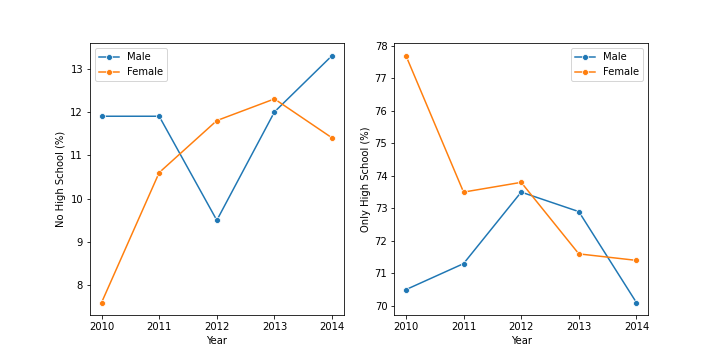 Male
Female
13
12
11
10
9
8
No High School (%)
2010 2011 2012 2013 2014
Year
Male
Female
78
77
76
75
74
73
72
71
70
Only High School (%)
2010 2011 2012 2013 2014
Year